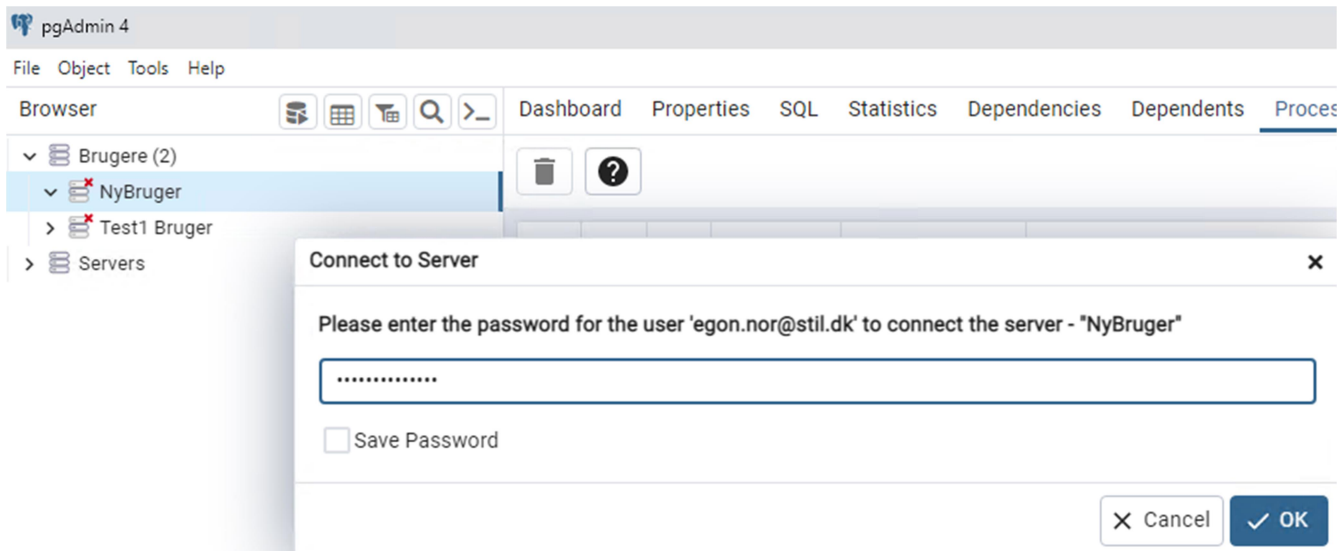 pgAdmin 4
File Object Tools Help
Browser
Dashboard Properties SQL Statistics Dependencies Dependents Proces
Brugere (2)
NyBruger
Test1 Bruger
Servers
Connect to Server
Please enter the password for the user 'egon.nor@stil.dk' to connect the server - "NyBruger"
••••••••••••••
Save Password
Cancel OK